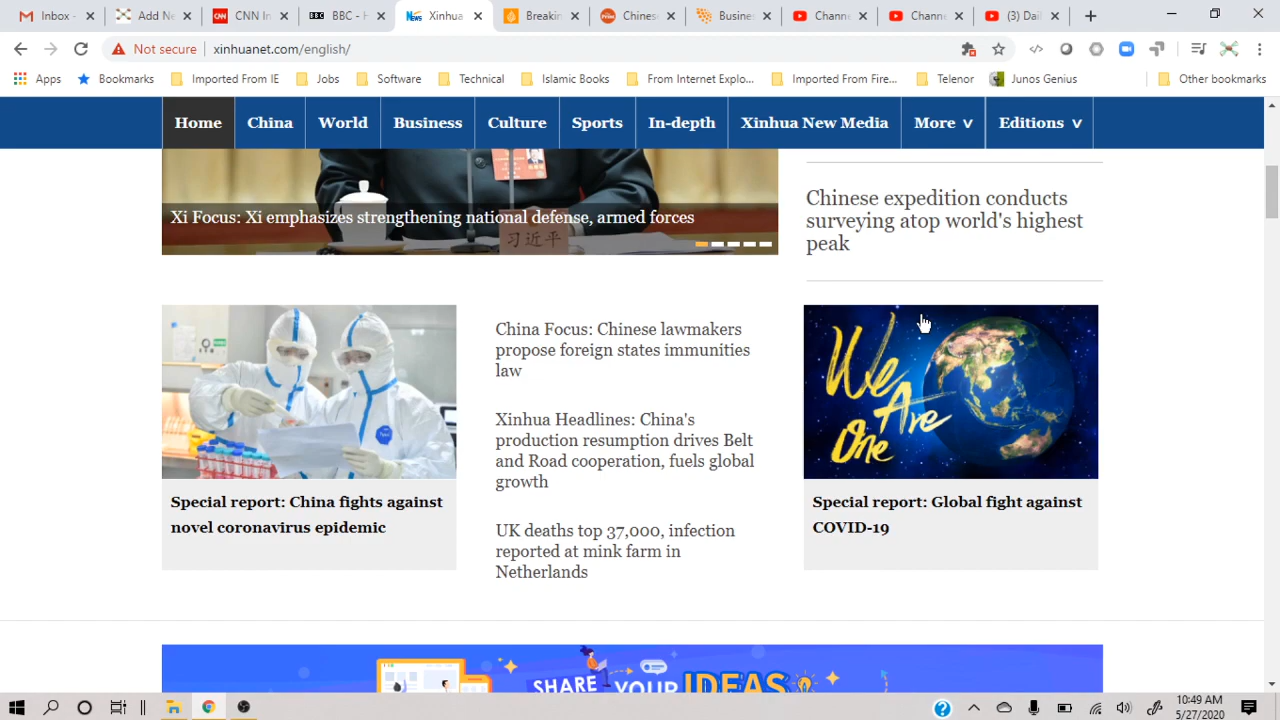 Inbox -
Add Ne
CNN In
BBC - H
Xinhua
Breakin
Chinese
Busine
Channe
Channe
(3) Dai
Not secure
xinhuanet.com/english/
Apps
Bookmarks
Imported From IE
Jobs
Software
Technical
Islamic Books
From Internet Explo...
Imported From Fire...
Telenor
Junos Genius
Other bookmarks
Home
China
World
Business
Culture
Sports
In-depth
Xinhua New Media
More ∨
Editions ∨
Xi Focus: Xi emphasizes strengthening national defense, armed forces
习近平
Chinese expedition conducts
surveying atop world's highest
peak
Special report: China fights against
novel coronavirus epidemic
China Focus: Chinese lawmakers
propose foreign states immunities
law
Xinhua Headlines: China's
production resumption drives Belt
and Road cooperation, fuels global
growth
UK deaths top 37,000, infection
reported at mink farm in
Netherlands
We
Are
One
Special report: Global fight against
COVID-19
SHARE YOUR IDEAS
10:49 AM
5/27/2020